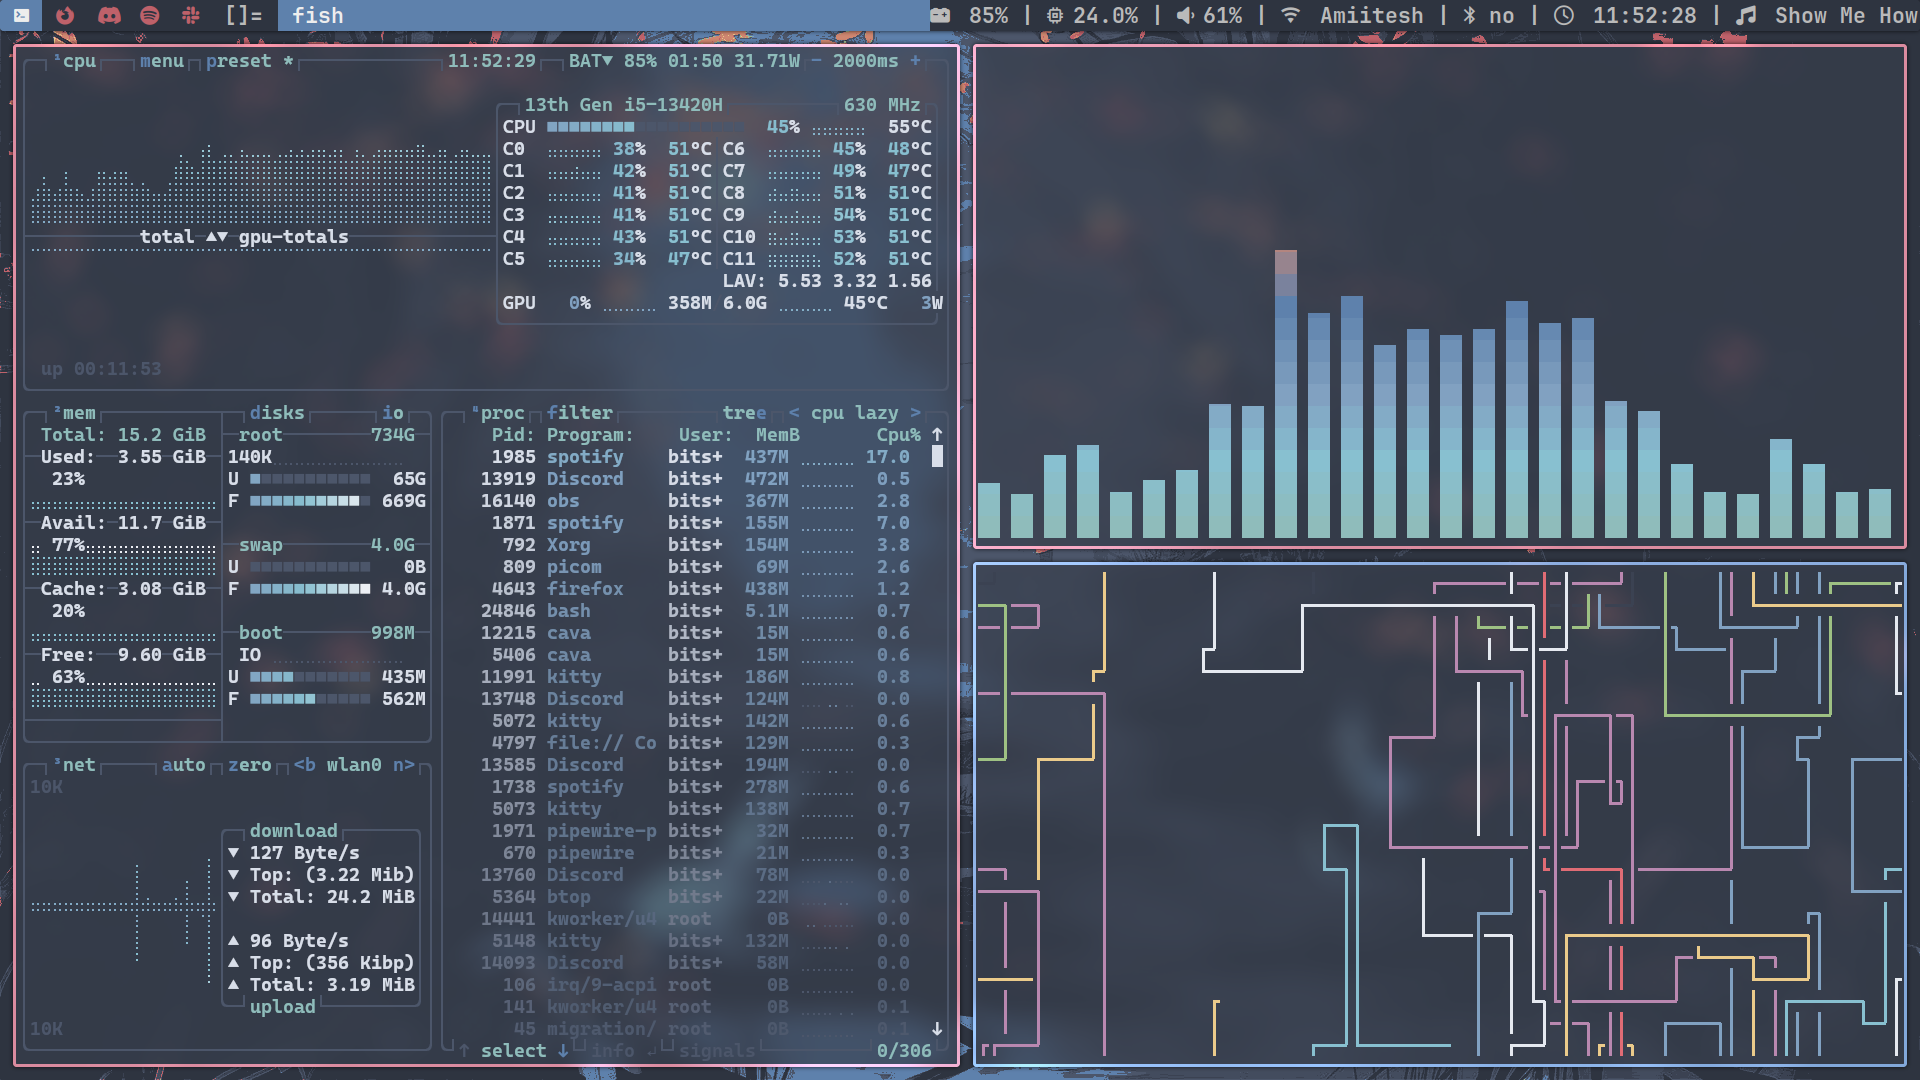 []= fish 85% | 24.0% | 61% | Amiitesh | no | 11:52:28 | Show Me How
¹cpu menu preset * 11:52:29 BAT▼ 85% 01:50 31.71W - 2000ms +
13th Gen i5-13420H 630 MHz
CPU 45% 55°C
C0 38% 51°C C6 45% 48°C
C1 42% 51°C C7 49% 47°C
C2 41% 51°C C8 51% 51°C
C3 41% 51°C C9 54% 51°C
C4 43% 51°C C10 53% 51°C
C5 34% 47°C C11 52% 51°C
total ▲▼ gpu-totals
LAV: 5.53 3.32 1.56
GPU 0% 358M 6.0G 45°C 3W
up 00:11:53
²mem
Total: 15.2 GiB
Used: 3.55 GiB
23%
Avail: 11.7 GiB
77%
Cache: 3.08 GiB
20%
Free: 9.60 GiB
63%
disks io
root 734G
140K
U 65G
F 669G
swap 4.0G
U 0B
F 4.0G
boot 998M
IO
U 435M
F 562M
³net auto zero <b wlan0 n>
10K
download
▼ 127 Byte/s
▼ Top: (3.22 Mib)
▼ Total: 24.2 MiB
▲ 96 Byte/s
▲ Top: (356 Kibp)
▲ Total: 3.19 MiB
upload
10K
⁴proc filter tree < cpu lazy >
Pid: Program: User: MemB Cpu% ↑
1985 spotify bits+ 437M 17.0
13919 Discord bits+ 472M 0.5
16140 obs bits+ 367M 2.8
1871 spotify bits+ 155M 7.0
792 Xorg bits+ 154M 3.8
809 picom bits+ 69M 2.6
4643 firefox bits+ 438M 1.2
24846 bash bits+ 5.1M 0.7
12215 cava bits+ 15M 0.6
5406 cava bits+ 15M 0.6
11991 kitty bits+ 186M 0.8
13748 Discord bits+ 124M 0.0
5072 kitty bits+ 142M 0.6
4797 file:// Co bits+ 129M 0.3
13585 Discord bits+ 194M 0.0
1738 spotify bits+ 278M 0.6
5073 kitty bits+ 138M 0.7
1971 pipewire-p bits+ 32M 0.7
670 pipewire bits+ 21M 0.3
13760 Discord bits+ 78M 0.0
5364 btop bits+ 22M 0.0
14441 kworker/u4 root 0B 0.0
5148 kitty bits+ 132M 0.0
14093 Discord bits+ 58M 0.0
106 irq/9-acpi root 0B 0.0
141 kworker/u4 root 0B 0.1
45 migration/ root 0B 0.1 ↓
↑ select ↓ info ↲ signals 0/306